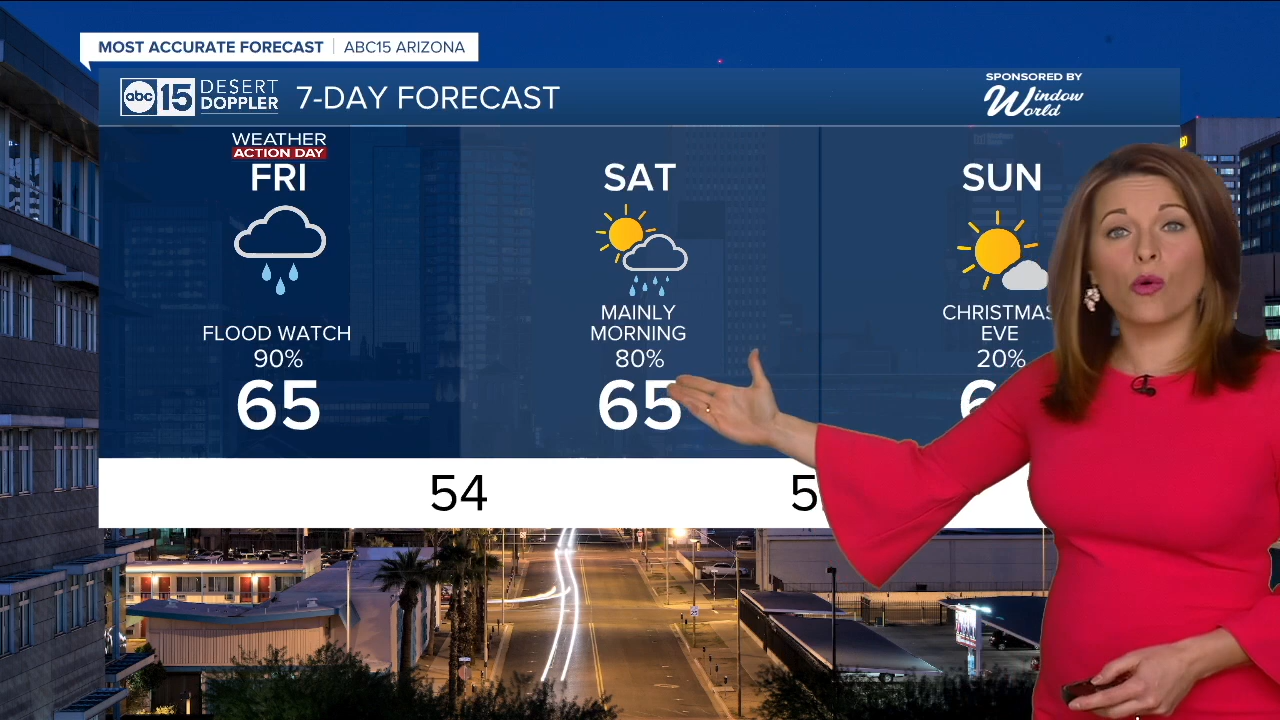 MOST ACCURATE FORECAST | ABC15 ARIZONA
abc 15 DESERT DOPPLER
7-DAY FORECAST
SPONSORED BY
Window World
WEATHER
ACTION DAY
FRI
FLOOD WATCH
90%
65
SAT
MAINLY
MORNING
80%
65
SUN
CHRISTMAS
EVE
20%
54